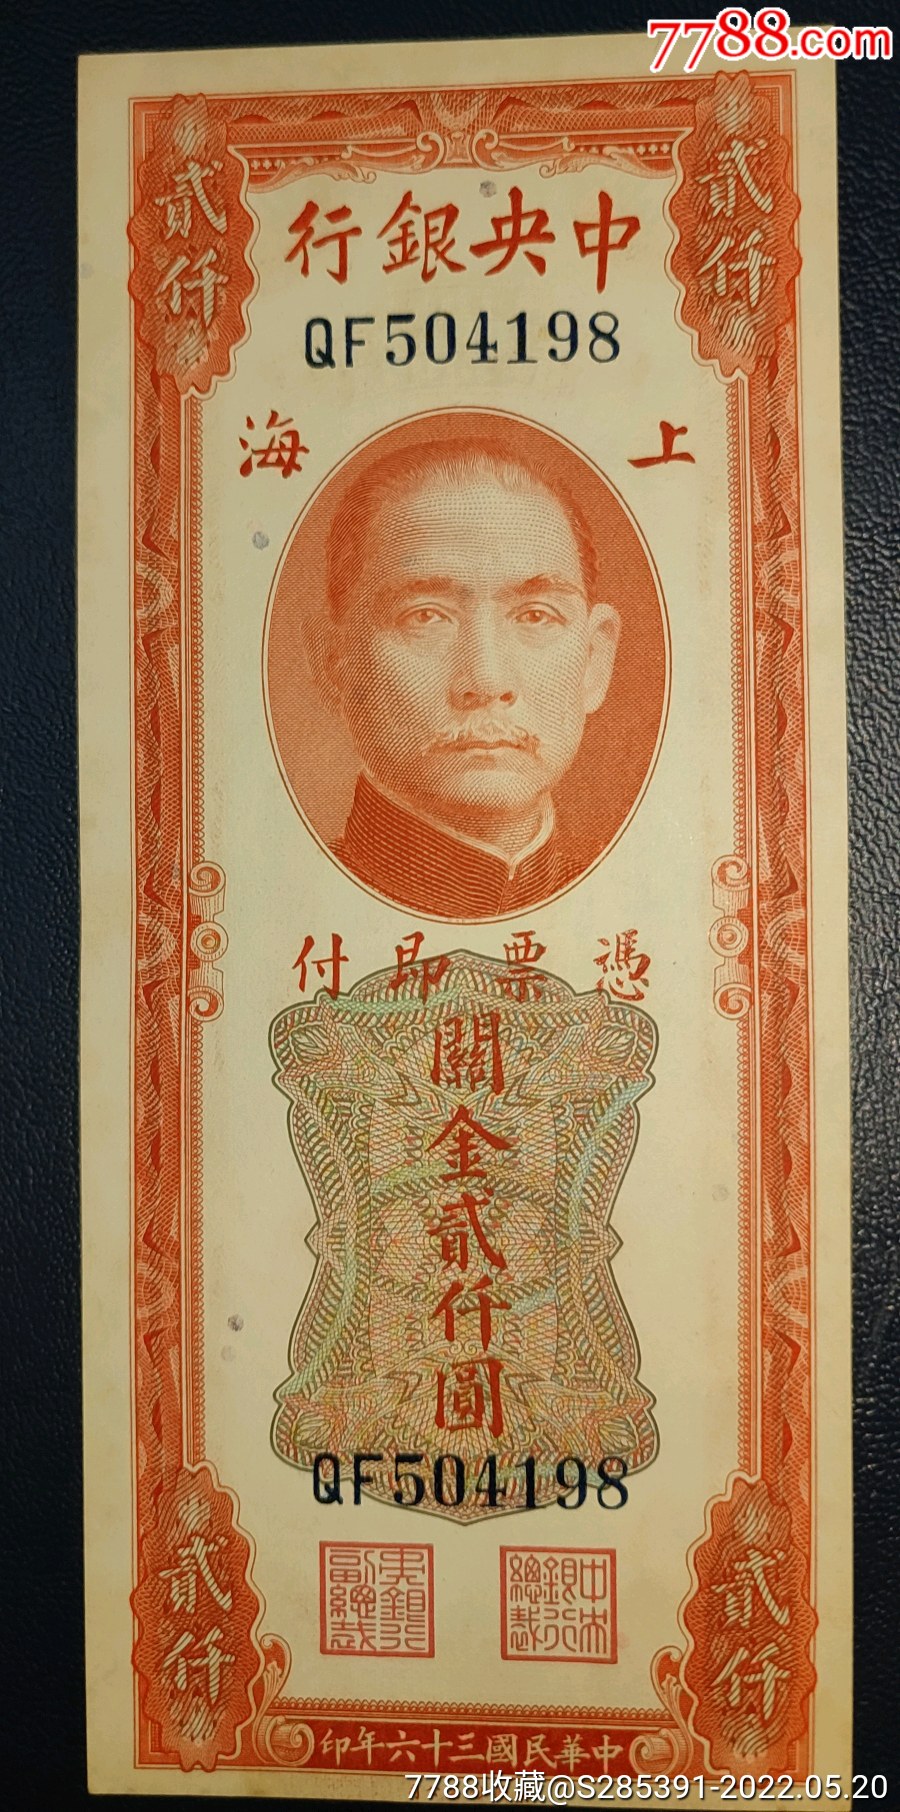 7788.com
貳仟
貳仟
中央銀行
QF504198
上海
憑票即付
關金貳仟圓
QF504198
中央銀行總裁
央銀行副總裁
貳仟
貳仟
中華民國三十六年印
7788收藏@S285391-2022.05.20